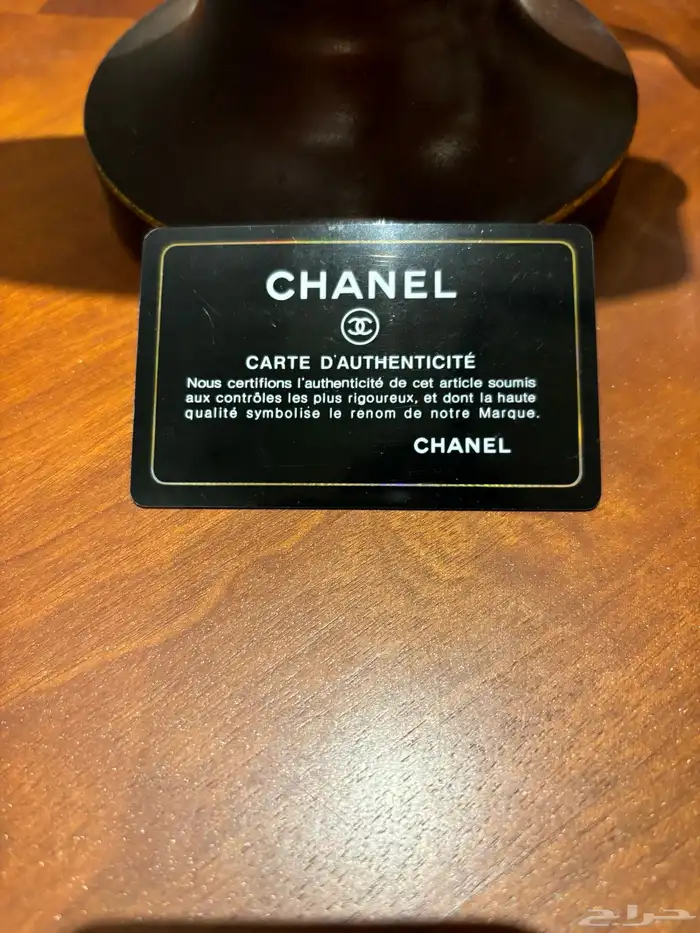 CHANEL
CARTE D'AUTHENTICITÉ
Nous certifions l'authenticité de cet article soumis
aux contrôles les plus rigoureux, et dont la haute
qualité symbolise le renom de notre Marque.
CHANEL
حراج